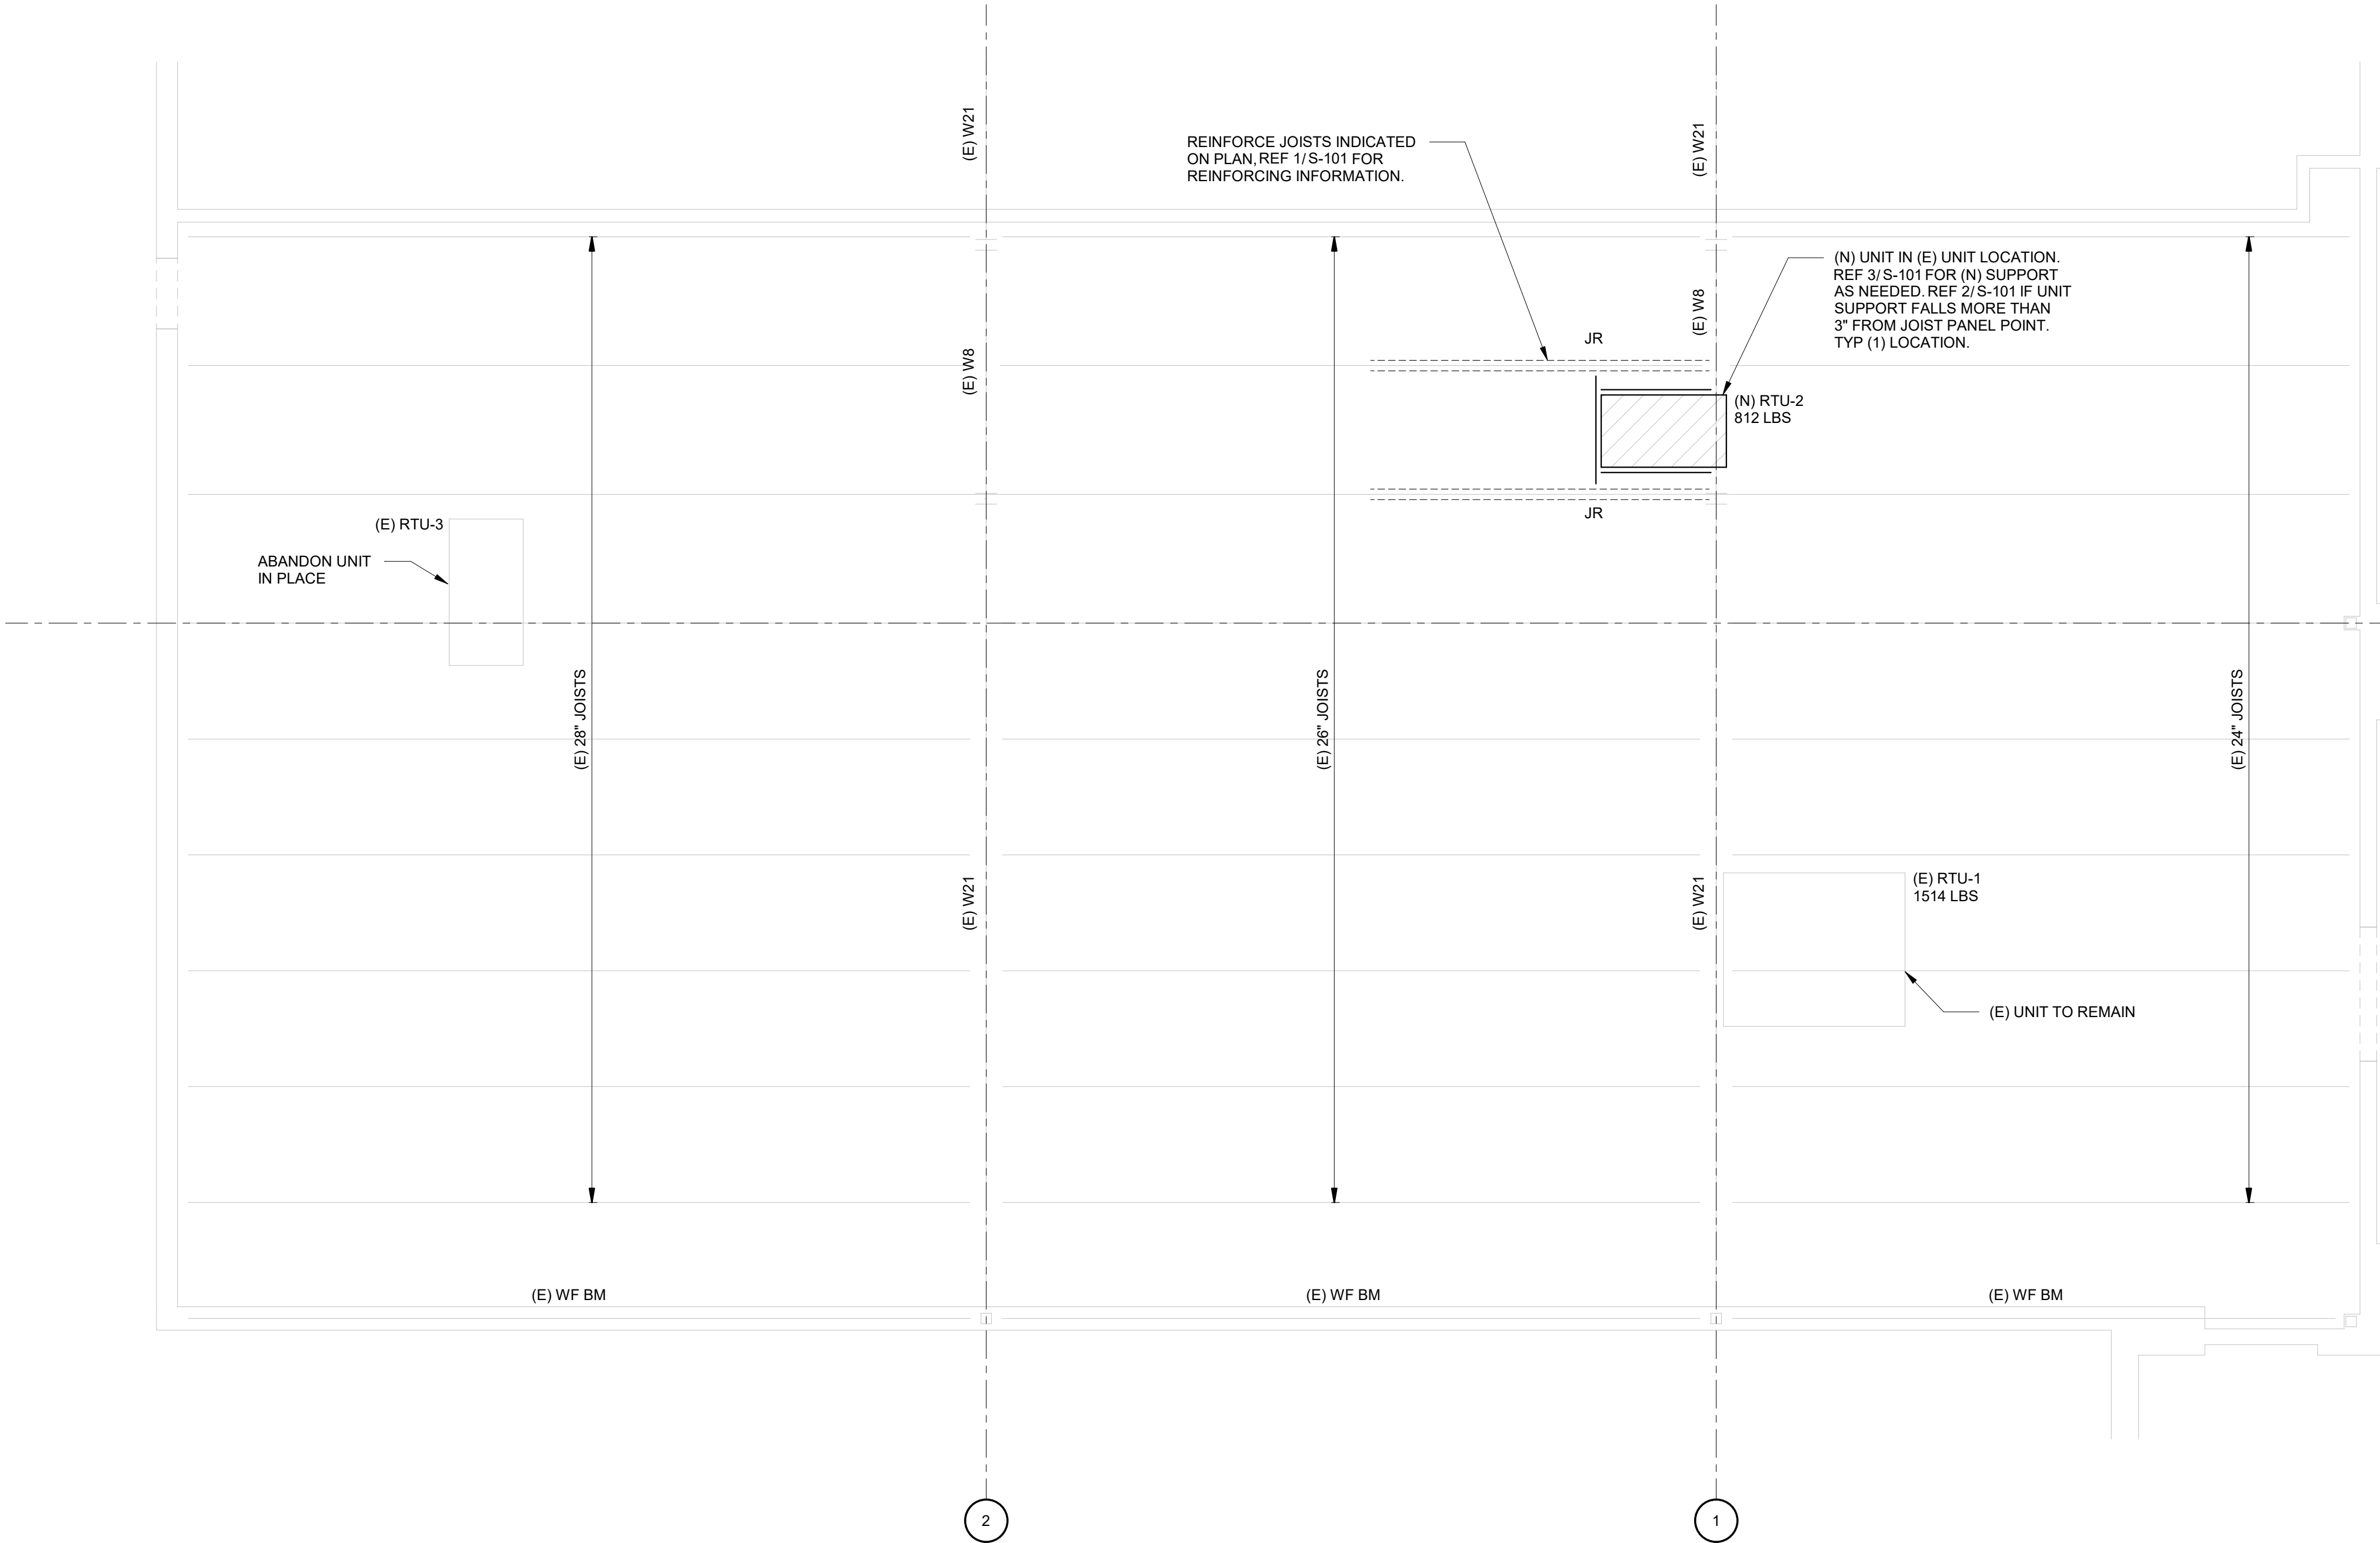 (E) W21
(E) W21
REINFORCE JOISTS INDICATED
ON PLAN, REF 1/ S-101 FOR
REINFORCING INFORMATION.
(N) UNIT IN (E) UNIT LOCATION.
REF 3/ S-101 FOR (N) SUPPORT
AS NEEDED. REF 2/ S-101 IF UNIT
SUPPORT FALLS MORE THAN
3" FROM JOIST PANEL POINT.
TYP (1) LOCATION.
(E) W8
(E) W8
JR
(N) RTU-2
812 LBS
JR
(E) RTU-3
ABANDON UNIT
IN PLACE
(E) 28" JOISTS
(E) 26" JOISTS
(E) 24" JOISTS
(E) W21
(E) W21
(E) RTU-1
1514 LBS
(E) UNIT TO REMAIN
(E) WF BM
(E) WF BM
(E) WF BM
2
1